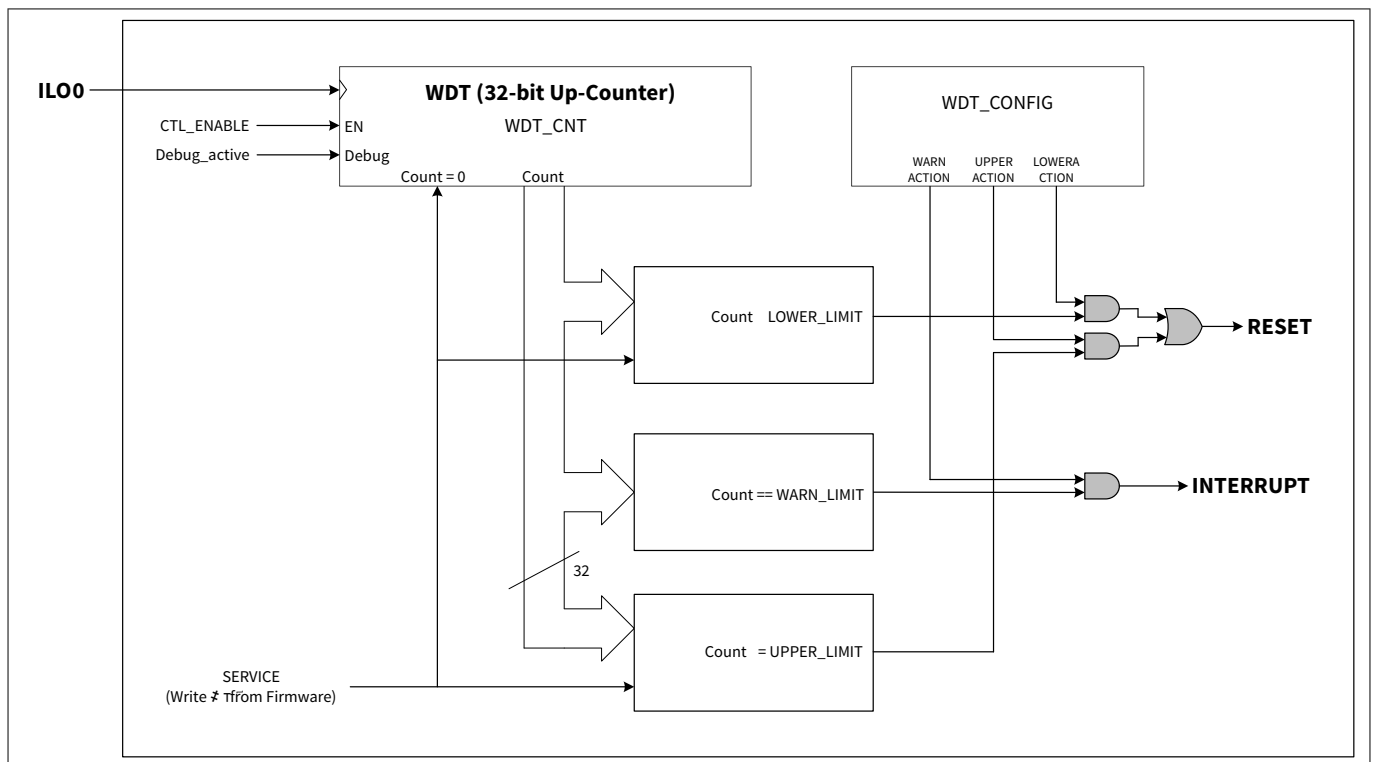 WDT (32-bit Up-Counter)
WDT_CNT
ILO0
CTL_ENABLE
EN
Debug_active
Debug
Count = 0
Count
WDT_CONFIG
WARN
ACTION
UPPER
ACTION
LOWERA
CTION
Count LOWER_LIMIT
RESET
Count == WARN_LIMIT
INTERRUPT
32
Count = UPPER_LIMIT
SERVICE
(Write from Firmware)